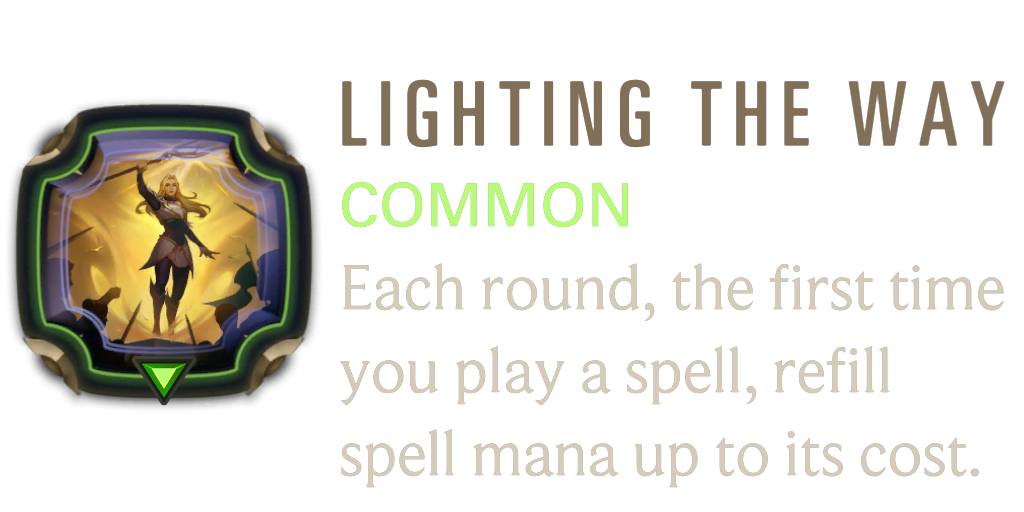 LIGHTING THE WAY
COMMON
Each round, the first time
you play a spell, refill
spell mana up to its cost.